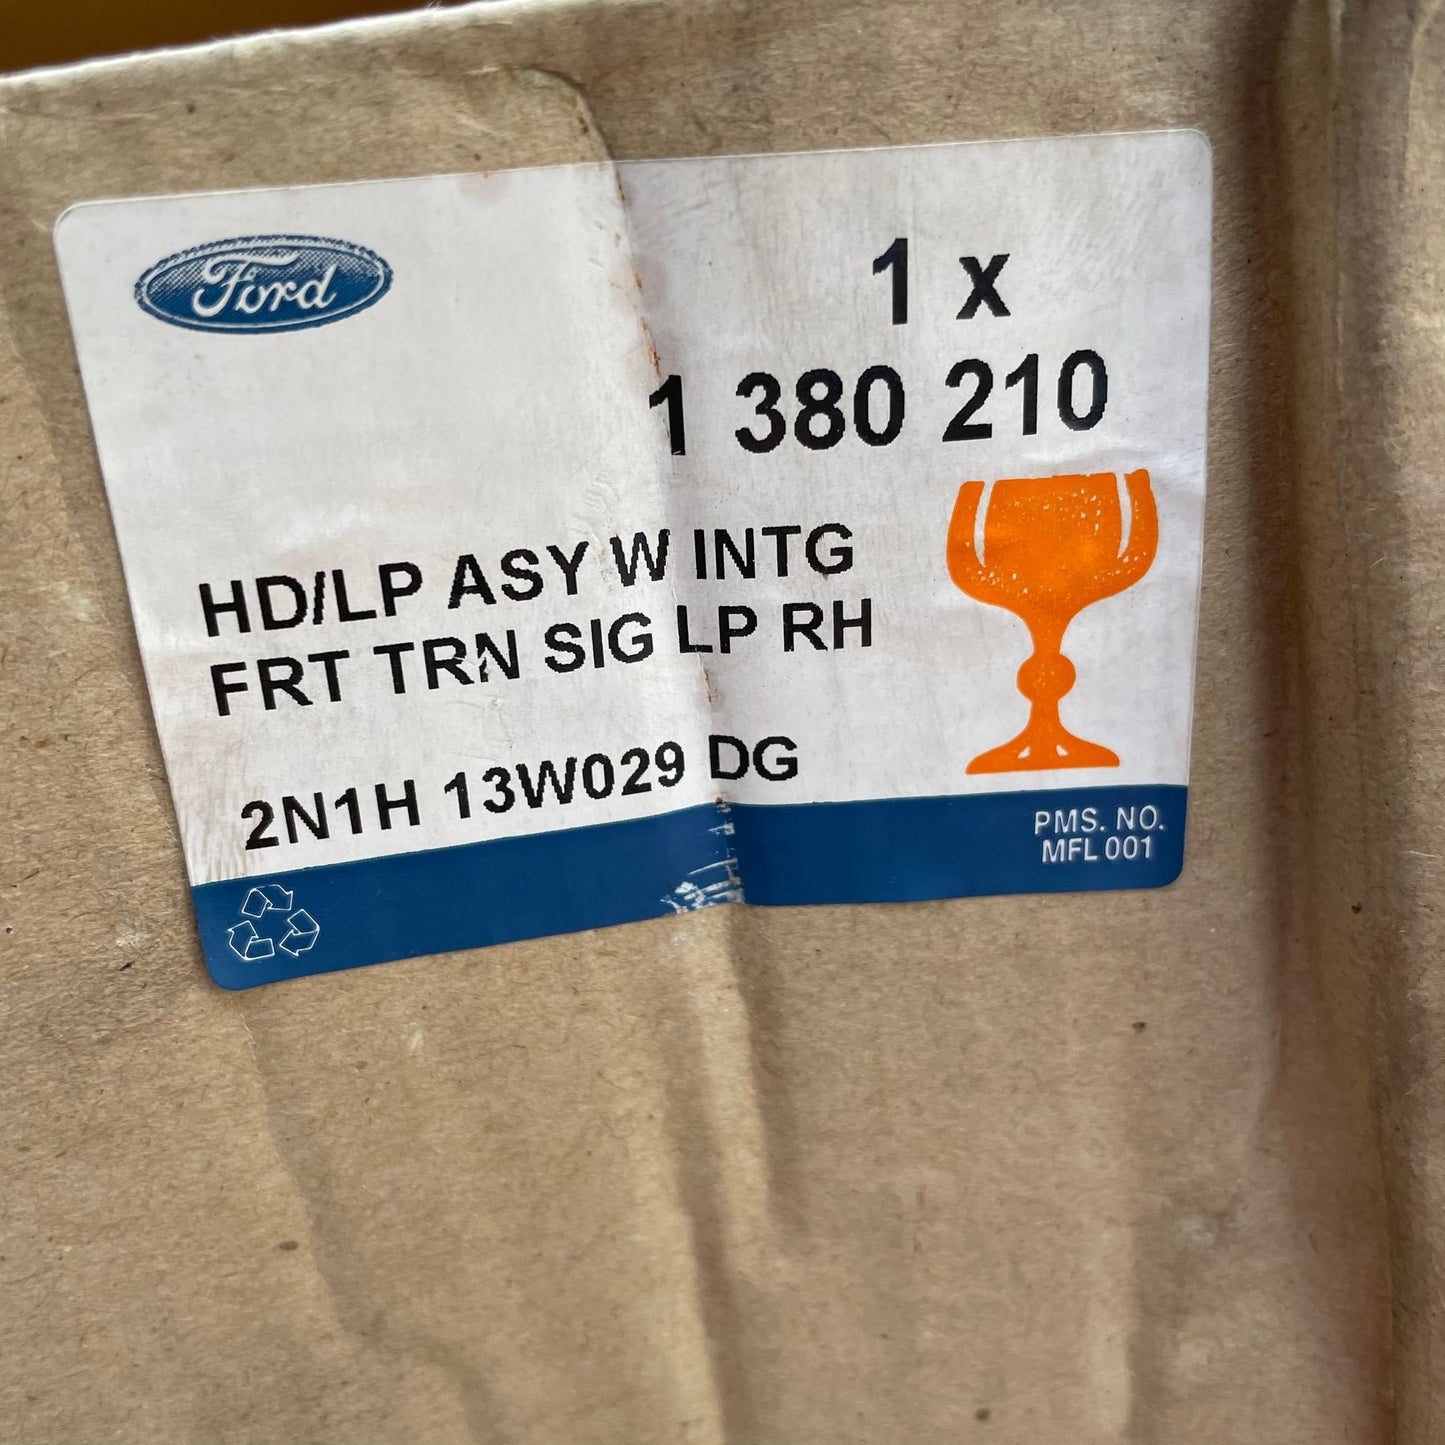 Ford
1 x
1 380 210
HD/LP ASY W INTG
FRT TRN SIG LP RH
2N1H 13W029 DG
PMS. NO.
MFL 001